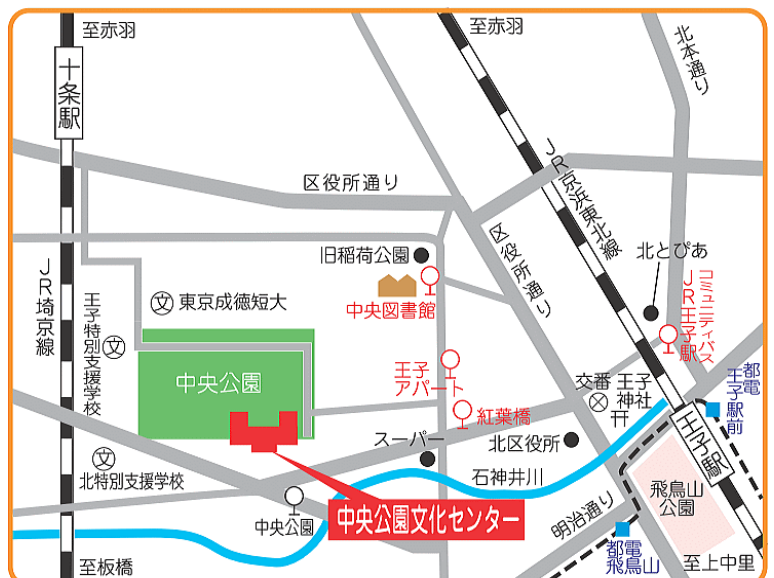 至赤羽
至赤羽
北本通り
十条駅
JR京浜東北線
区役所通り
区役所通り
旧稲荷公園
北とぴあ
JR埼京線
中央図書館
東京成徳短大
文
コミュニティバス
JR王子駅
王子特別支援学校
文
王子
アパート
中央公園
交番
王子
神社
都電
王子駅前
紅葉橋
スーパー
北区役所
王子駅
文
北特別支援学校
石神井川
飛鳥山
公園
中央公園
中央公園文化センター
明治通り
都電
飛鳥山
至板橋
至上中里